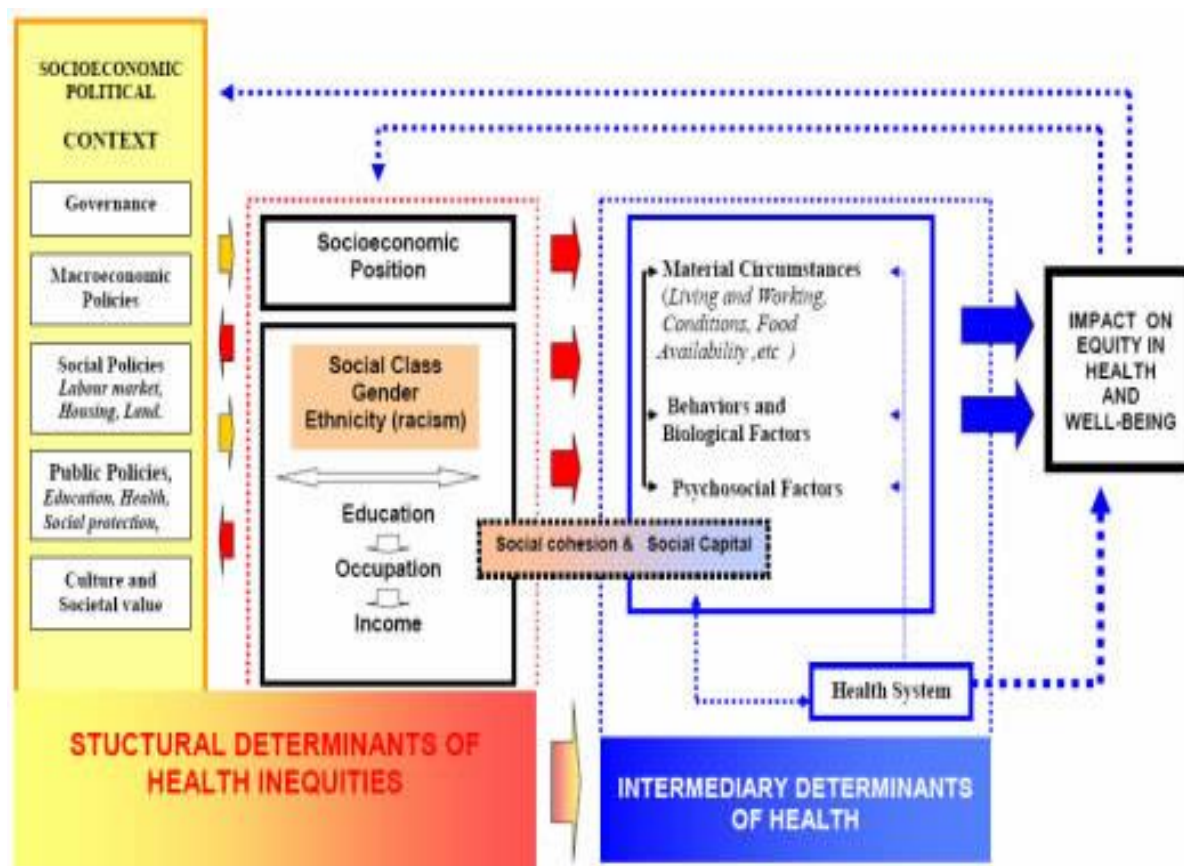 SOCIOECONOMIC
POLITICAL
CONTEXT
Governance
Macroeconomic
Policies
Social Policies
Labour market,
Housing, Land.
Public Policies,
Education, Health,
Social protection,
Culture and
Societal value
Socioeconomic
Position
Social Class
Gender
Ethnicity (racism)
Education
Occupation
Income
Social cohesion & Social Capital
Material Circumstances
(Living and Working,
Conditions, Food
Availability ,etc )
Behaviors and
Biological Factors
Psychosocial Factors
Health System
IMPACT ON
EQUITY IN
HEALTH
AND
WELL-BEING
STUCTURAL DETERMINANTS OF
HEALTH INEQUITIES
INTERMEDIARY DETERMINANTS
OF HEALTH